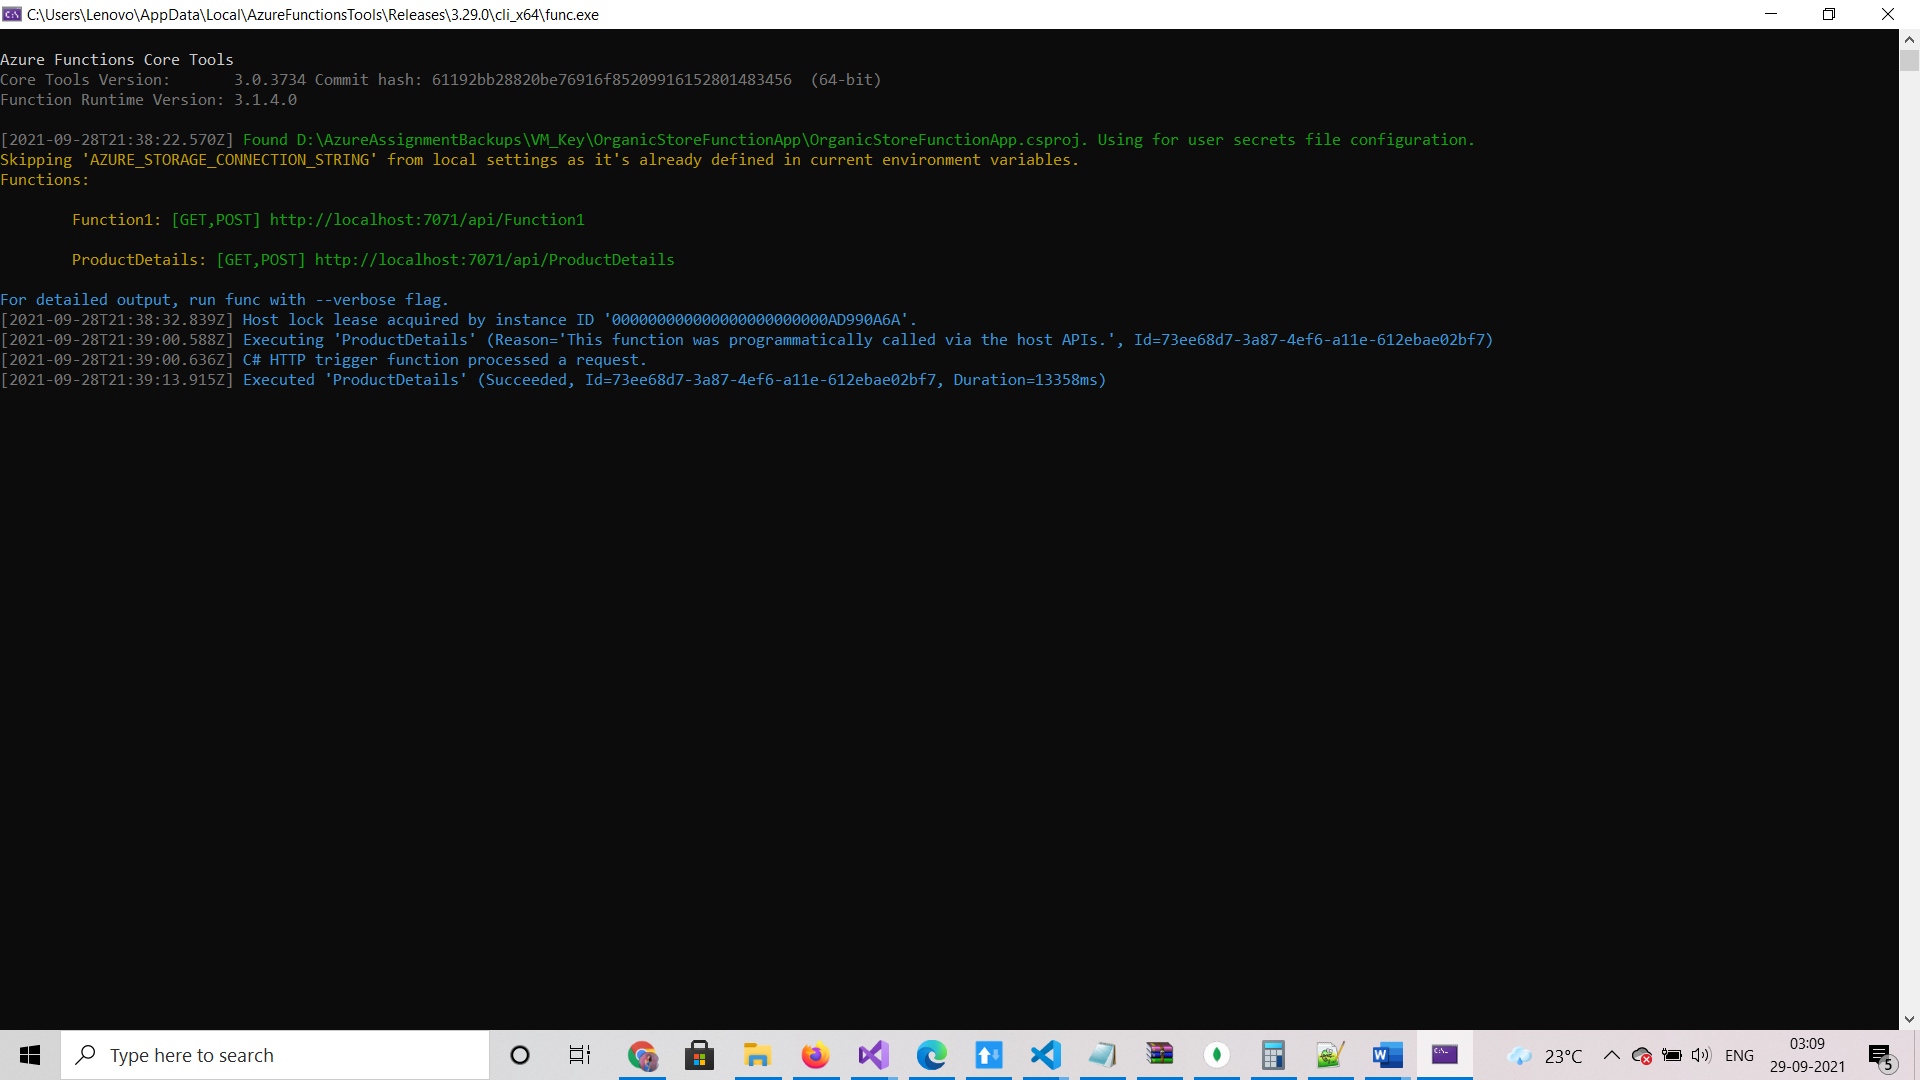 C:\Users\Lenovo\AppData\Local\AzureFunctionsTools\Releases\3.29.0\cli_x64\func.exe
Azure Functions Core Tools
Core Tools Version:       3.0.3734 Commit hash: 61192bb28820be76916f85209916152801483456  (64-bit)
Function Runtime Version: 3.1.4.0
[2021-09-28T21:38:22.570Z] Found D:\AzureAssignmentBackups\VM_Key\OrganicStoreFunctionApp\OrganicStoreFunctionApp.csproj. Using for user secrets file configuration.
Skipping 'AZURE_STORAGE_CONNECTION_STRING' from local settings as it's already defined in current environment variables.
Functions:
Function1: [GET,POST] http://localhost:7071/api/Function1
ProductDetails: [GET,POST] http://localhost:7071/api/ProductDetails
For detailed output, run func with --verbose flag.
[2021-09-28T21:38:32.839Z] Host lock lease acquired by instance ID '000000000000000000000000AD990A6A'.
[2021-09-28T21:39:00.588Z] Executing 'ProductDetails' (Reason='This function was programmatically called via the host APIs.', Id=73ee68d7-3a87-4ef6-a11e-612ebae02bf7)
[2021-09-28T21:39:00.636Z] C# HTTP trigger function processed a request.
[2021-09-28T21:39:13.915Z] Executed 'ProductDetails' (Succeeded, Id=73ee68d7-3a87-4ef6-a11e-612ebae02bf7, Duration=13358ms)
Type here to search
23°C
ENG
03:09
29-09-2021
5